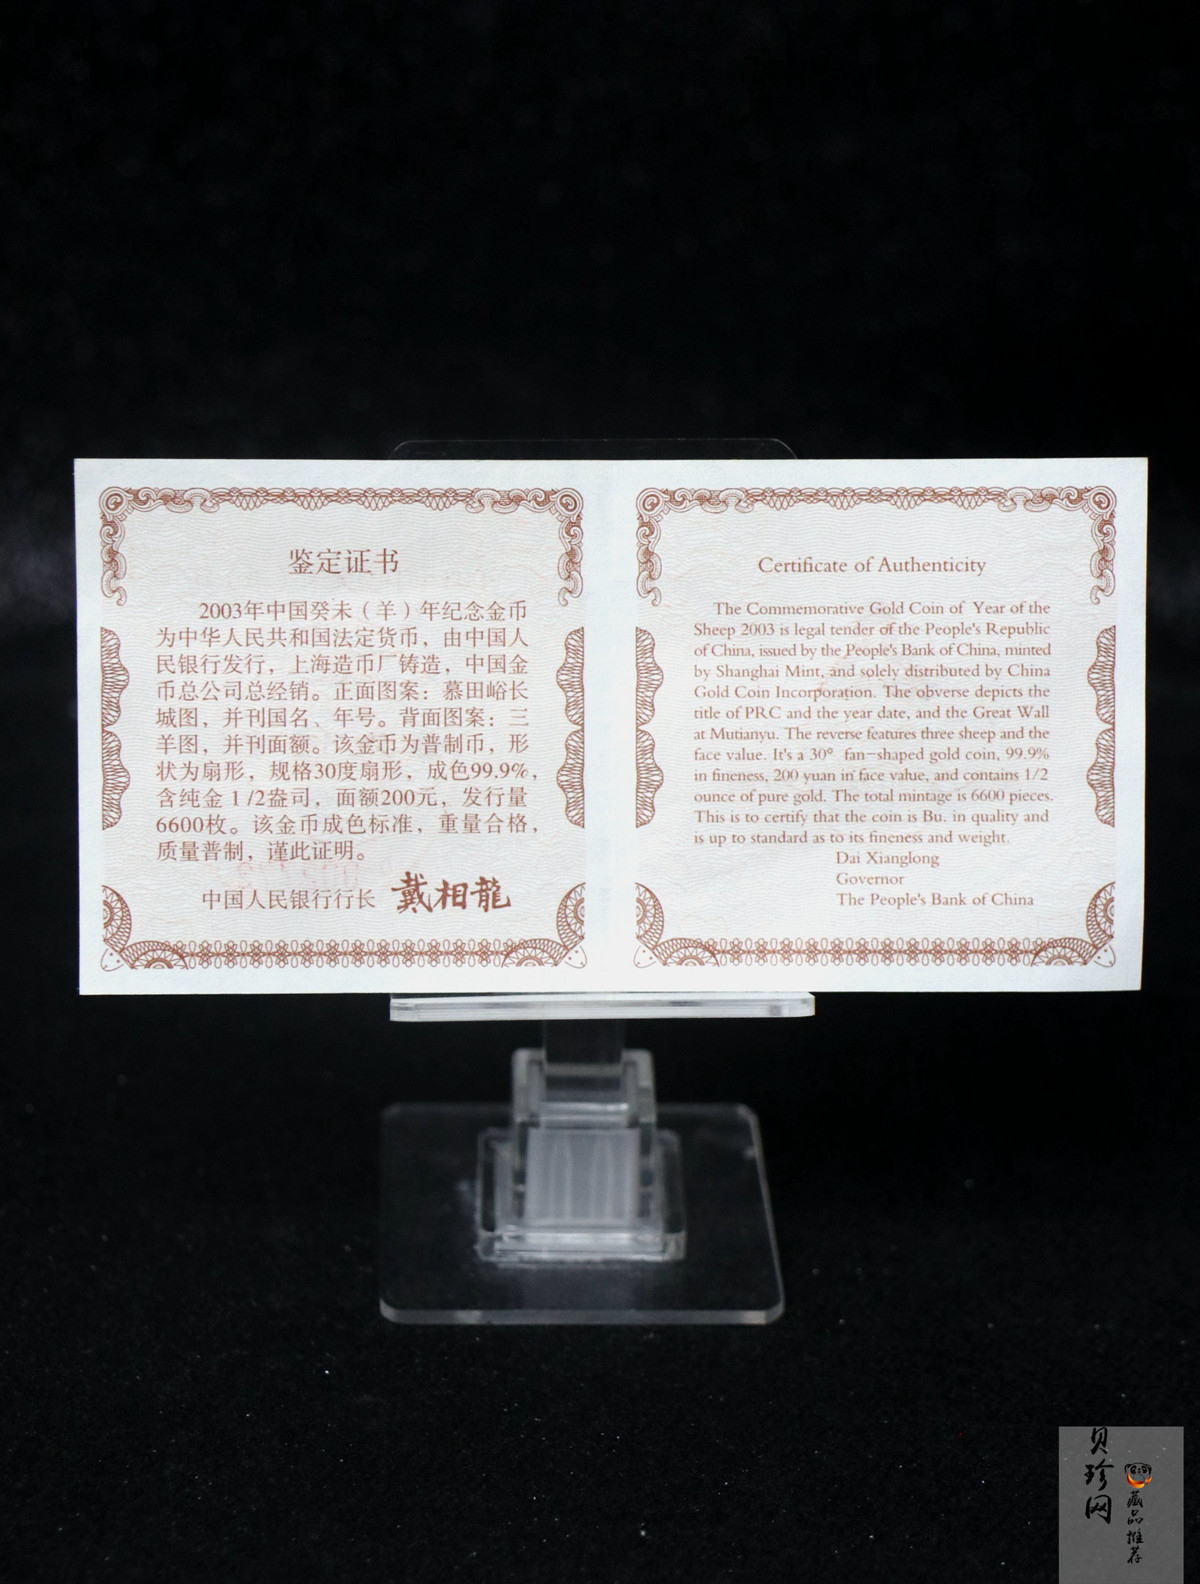 鉴定证书
2003年中国癸未（羊）年纪念金币
为中华人民共和国法定货币，由中国人
民银行发行，上海造币厂铸造，中国金
币总公司总经销。正面图案：慕田峪长
城图，并刊国名、年号。背面图案：三
羊图，并刊面额。该金币为普制币，形
状为扇形，规格30度扇形，成色99.9%，
含纯金 1 /2盎司，面额200元，发行量
6600枚。该金币成色标准，重量合格，
质量普制，谨此证明。
中国人民银行行长 戴相龍
Certificate of Authenticity
The Commemorative Gold Coin of Year of the
Sheep 2003 is legal tender of the People's Republic
of China, issued by the People's Bank of China, minted
by Shanghai Mint, and solely distributed by China
Gold Coin Incorporation. The obverse depicts the
title of PRC and the year date, and the Great Wall
at Mutianyu. The reverse features three sheep and the
face value. It's a 30° fan-shaped gold coin, 99.9%
in fineness, 200 yuan in face value, and contains 1/2
ounce of pure gold. The total mintage is 6600 pieces.
This is to certify that the coin is Bu. in quality and
is up to standard as to its fineness and weight.
Dai Xianglong
Governor
The People's Bank of China
贝珍网
藏品推荐